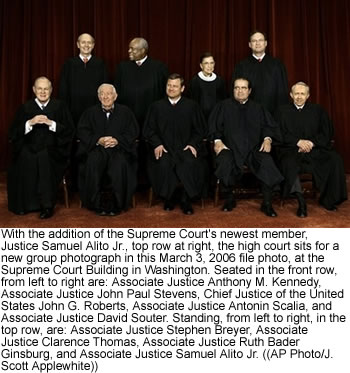 With the addition of the Supreme Court's newest member,
Justice Samuel Alito Jr., top row at right, the high court sits for a
new group photograph in this March 3, 2006 file photo, at
the Supreme Court Building in Washington. Seated in the front row,
from left to right are: Associate Justice Anthony M. Kennedy,
Associate Justice John Paul Stevens, Chief Justice of the United
States John G. Roberts, Associate Justice Antonin Scalia, and
Associate Justice David Souter. Standing, from left to right, in the
top row, are: Associate Justice Stephen Breyer, Associate
Justice Clarence Thomas, Associate Justice Ruth Bader
Ginsburg, and Associate Justice Samuel Alito Jr. ((AP Photo/J.
Scott Applewhite))